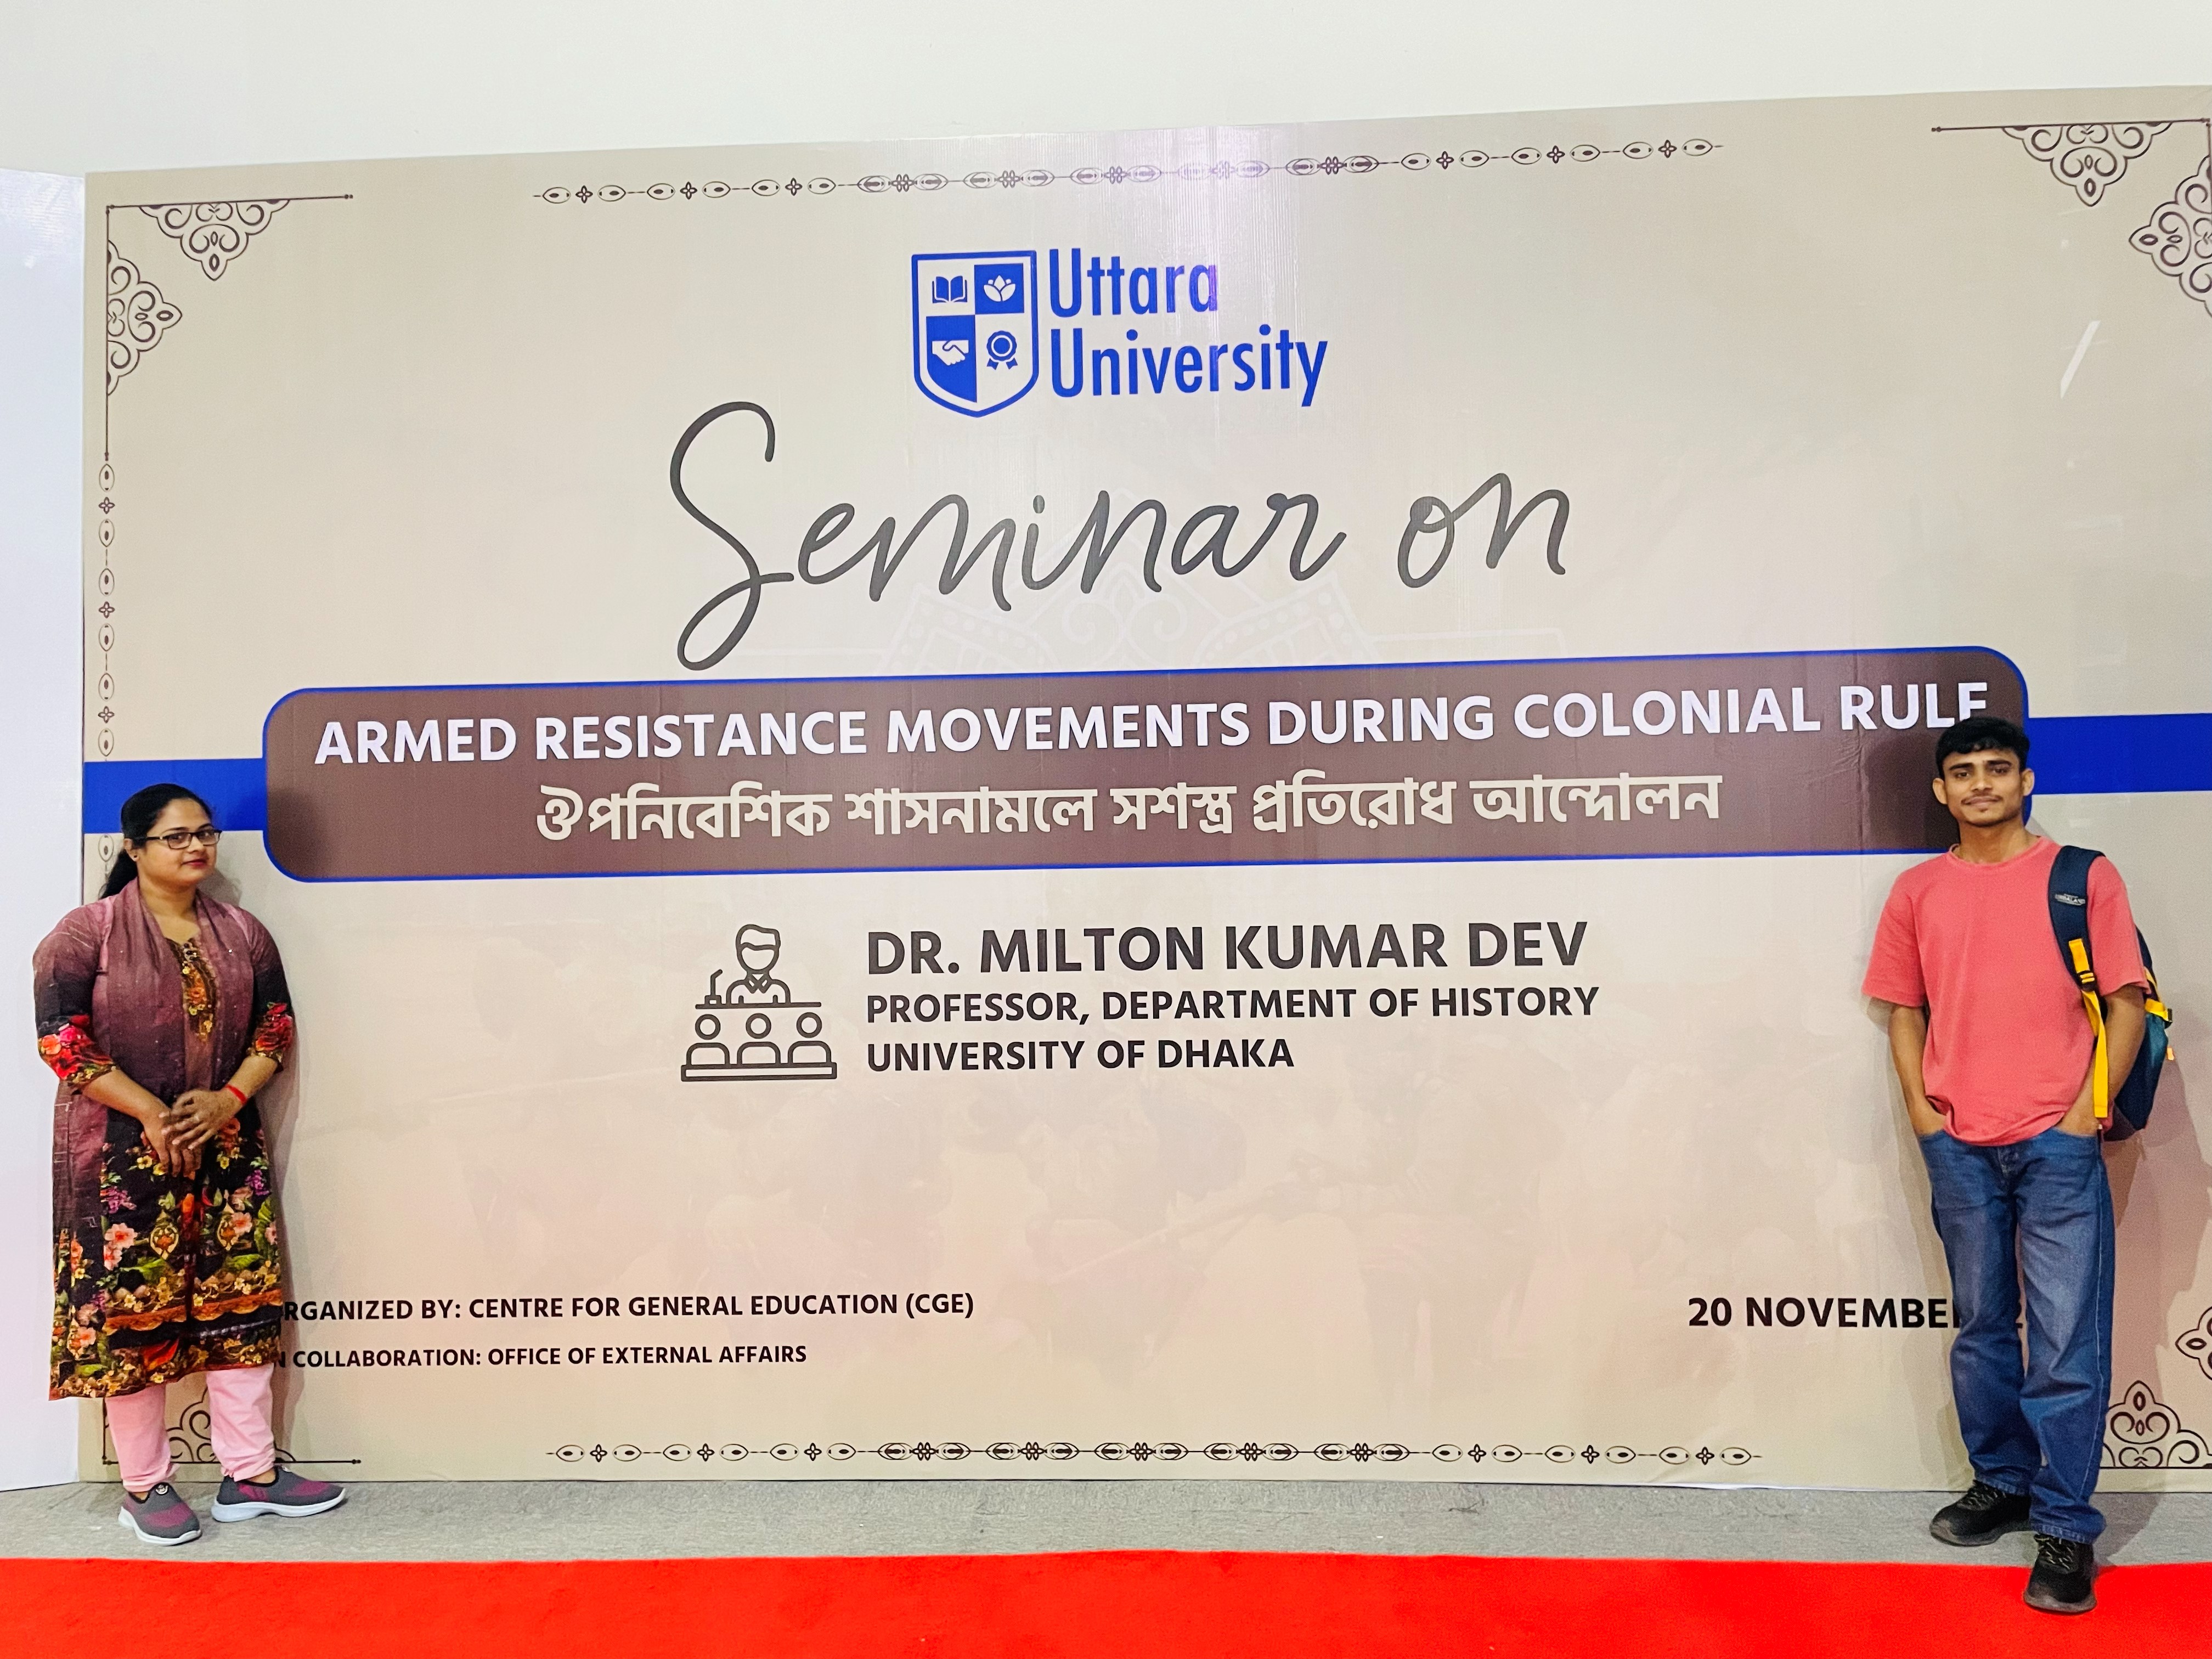 Uttara
University
Seminar on
ARMED RESISTANCE MOVEMENTS DURING COLONIAL RULE
ঔপনিবেশিক শাসনামলে সশস্ত্র প্রতিরোধ আন্দোলন
DR. MILTON KUMAR DEV
PROFESSOR, DEPARTMENT OF HISTORY
UNIVERSITY OF DHAKA
RGANIZED BY: CENTRE FOR GENERAL EDUCATION (CGE)
N COLLABORATION: OFFICE OF EXTERNAL AFFAIRS
20 NOVEMBE